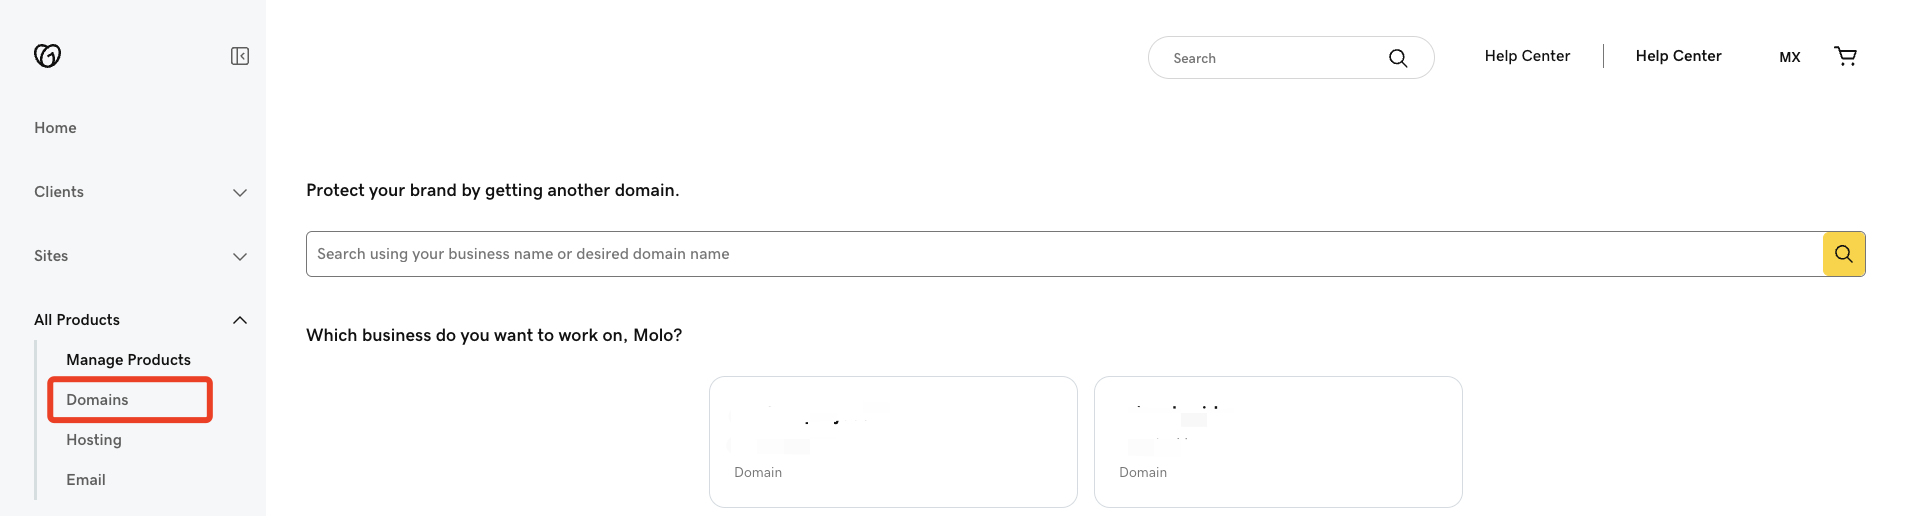 Search
Help Center
Help Center
MX
Home
Clients
Sites
All Products
Manage Products
Domains
Hosting
Email
Protect your brand by getting another domain.
Search using your business name or desired domain name
Which business do you want to work on, Molo?
Domain
Domain